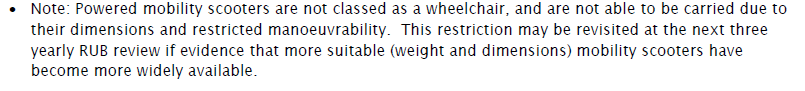 • Note: Powered mobility scooters are not classed as a wheelchair, and are not able to be carried due to
their dimensions and restricted manoeuvrability.  This restriction may be revisited at the next three
yearly RUB review if evidence that more suitable (weight and dimensions) mobility scooters have
become more widely available.